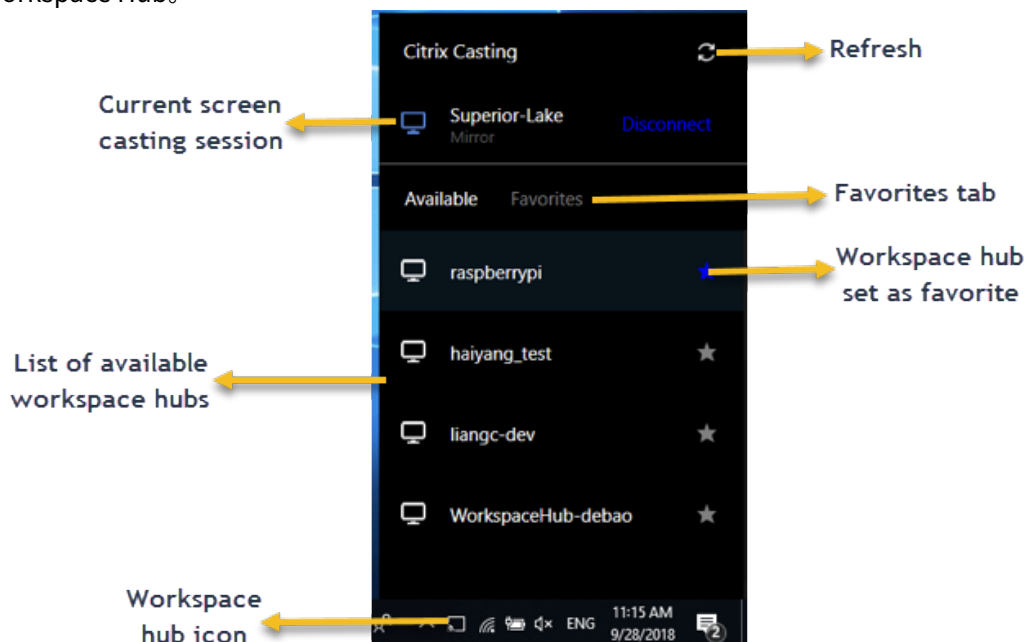 Workspace Hub。
Citrix Casting
Refresh
Current screen
casting session
Superior-Lake
Mirror
Disconnect
Available Favorites
Favorites tab
raspberrypi
Workspace hub
set as favorite
haiyang_test
List of available
workspace hubs
liangc-dev
WorkspaceHub-debao
Workspace
hub icon
ENG
11:15 AM
9/28/2018
2